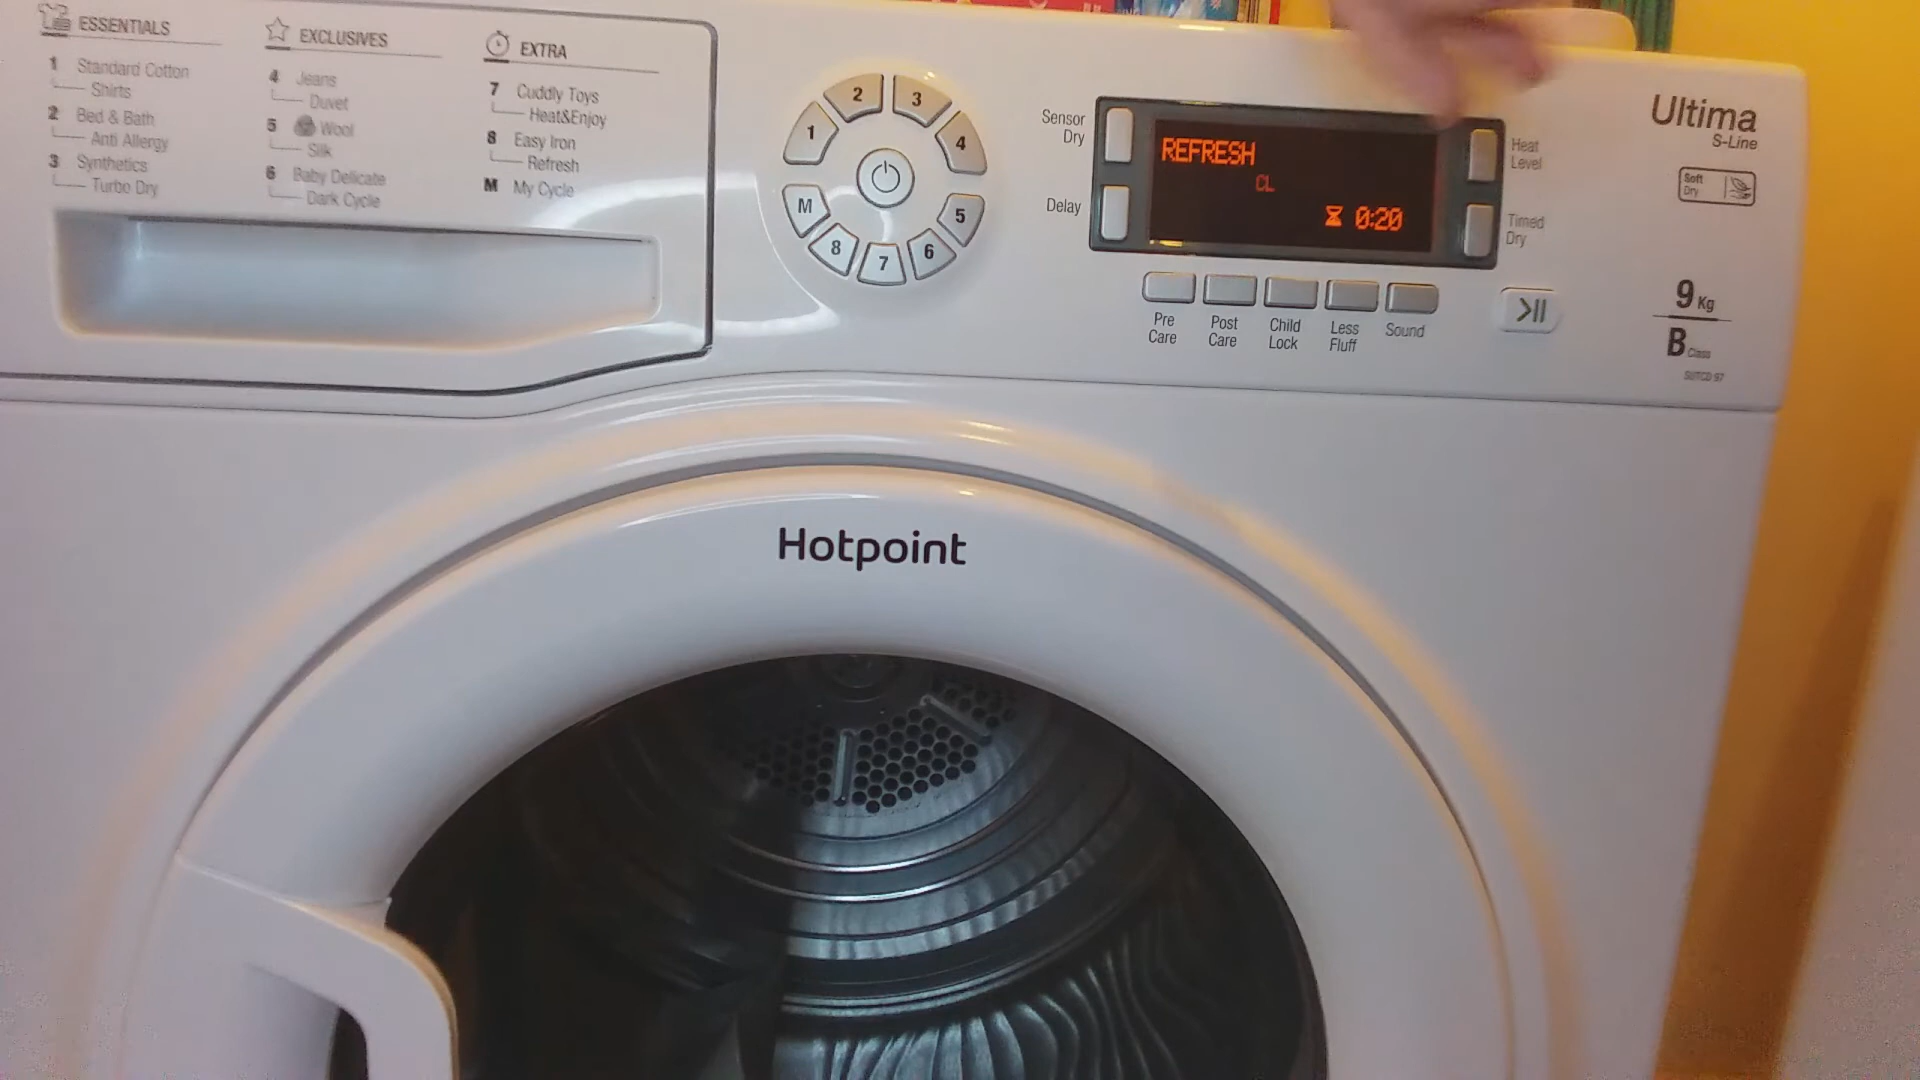 ESSENTIALS
1 Standard Cotton
Shirts
2 Bed & Bath
Anti Allergy
3 Synthetics
Turbo Dry
EXCLUSIVES
4 Jeans
Duvet
5 Wool
Silk
6 Baby Delicate
Dark Cycle
EXTRA
7 Cuddly Toys
Heat&Enjoy
8 Easy Iron
Refresh
M My Cycle
1
2
3
4
5
6
7
8
M
Sensor
Dry
Delay
REFRESH
CL
0:20
Heat
Level
Timed
Dry
Pre
Care
Post
Care
Child
Lock
Less
Fluff
Sound
Ultima
S-Line
Soft
Dry
9 Kg
B Class
Hotpoint